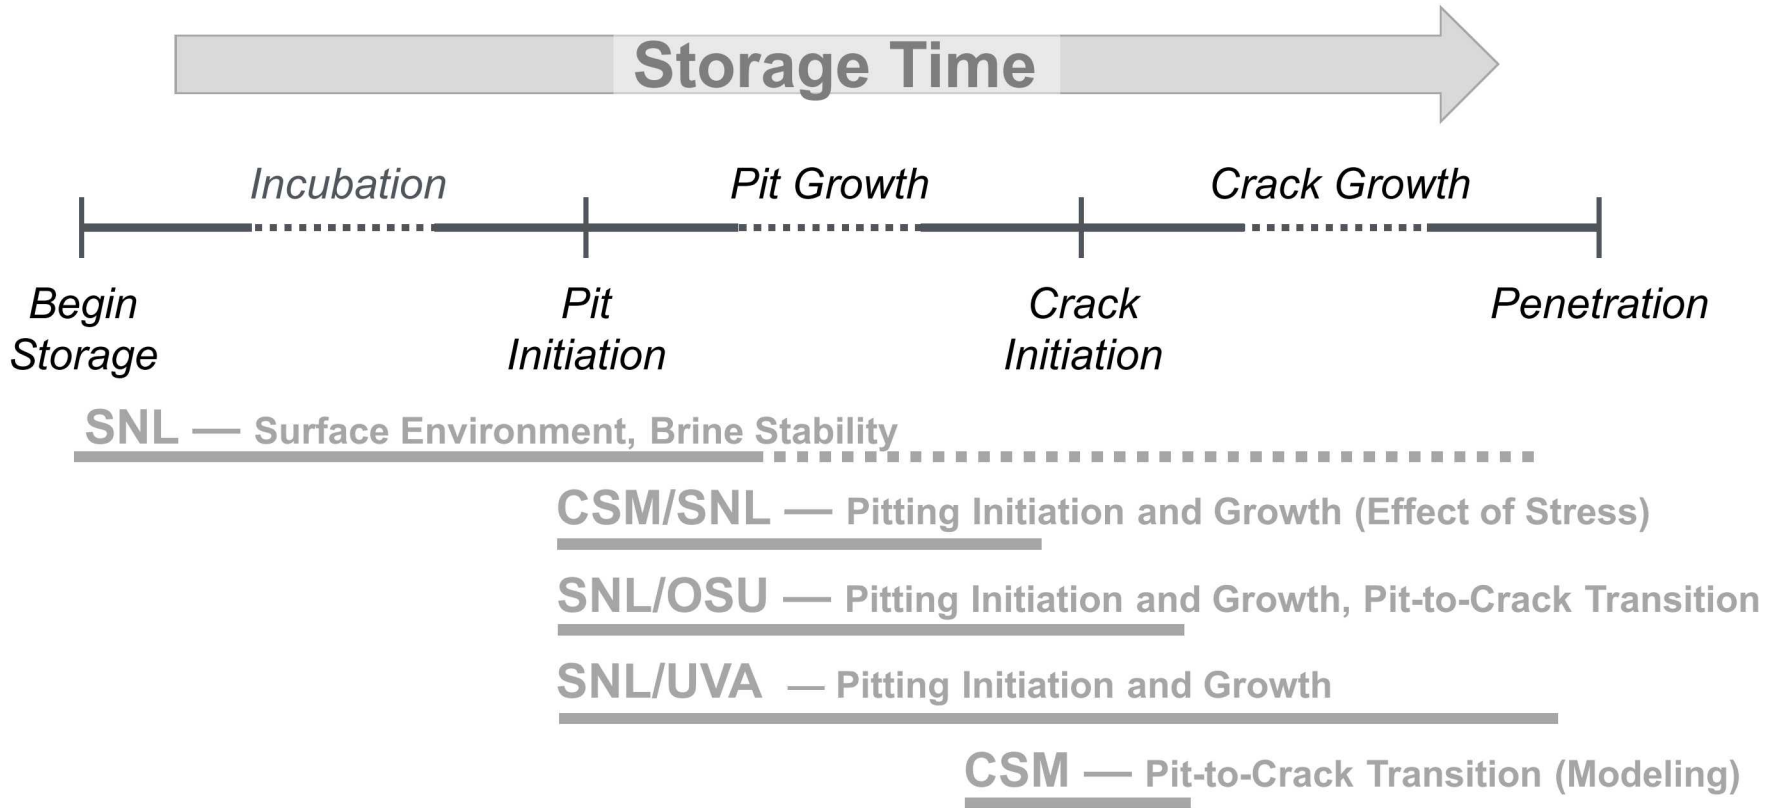 Storage Time
Incubation
Pit Growth
Crack Growth
Begin
Storage
Pit
Initiation
Crack
Initiation
Penetration
SNL — Surface Environment, Brine Stability
CSM/SNL — Pitting Initiation and Growth (Effect of Stress)
SNL/OSU — Pitting Initiation and Growth, Pit-to-Crack Transition
SNL/UVA — Pitting Initiation and Growth
CSM — Pit-to-Crack Transition (Modeling)